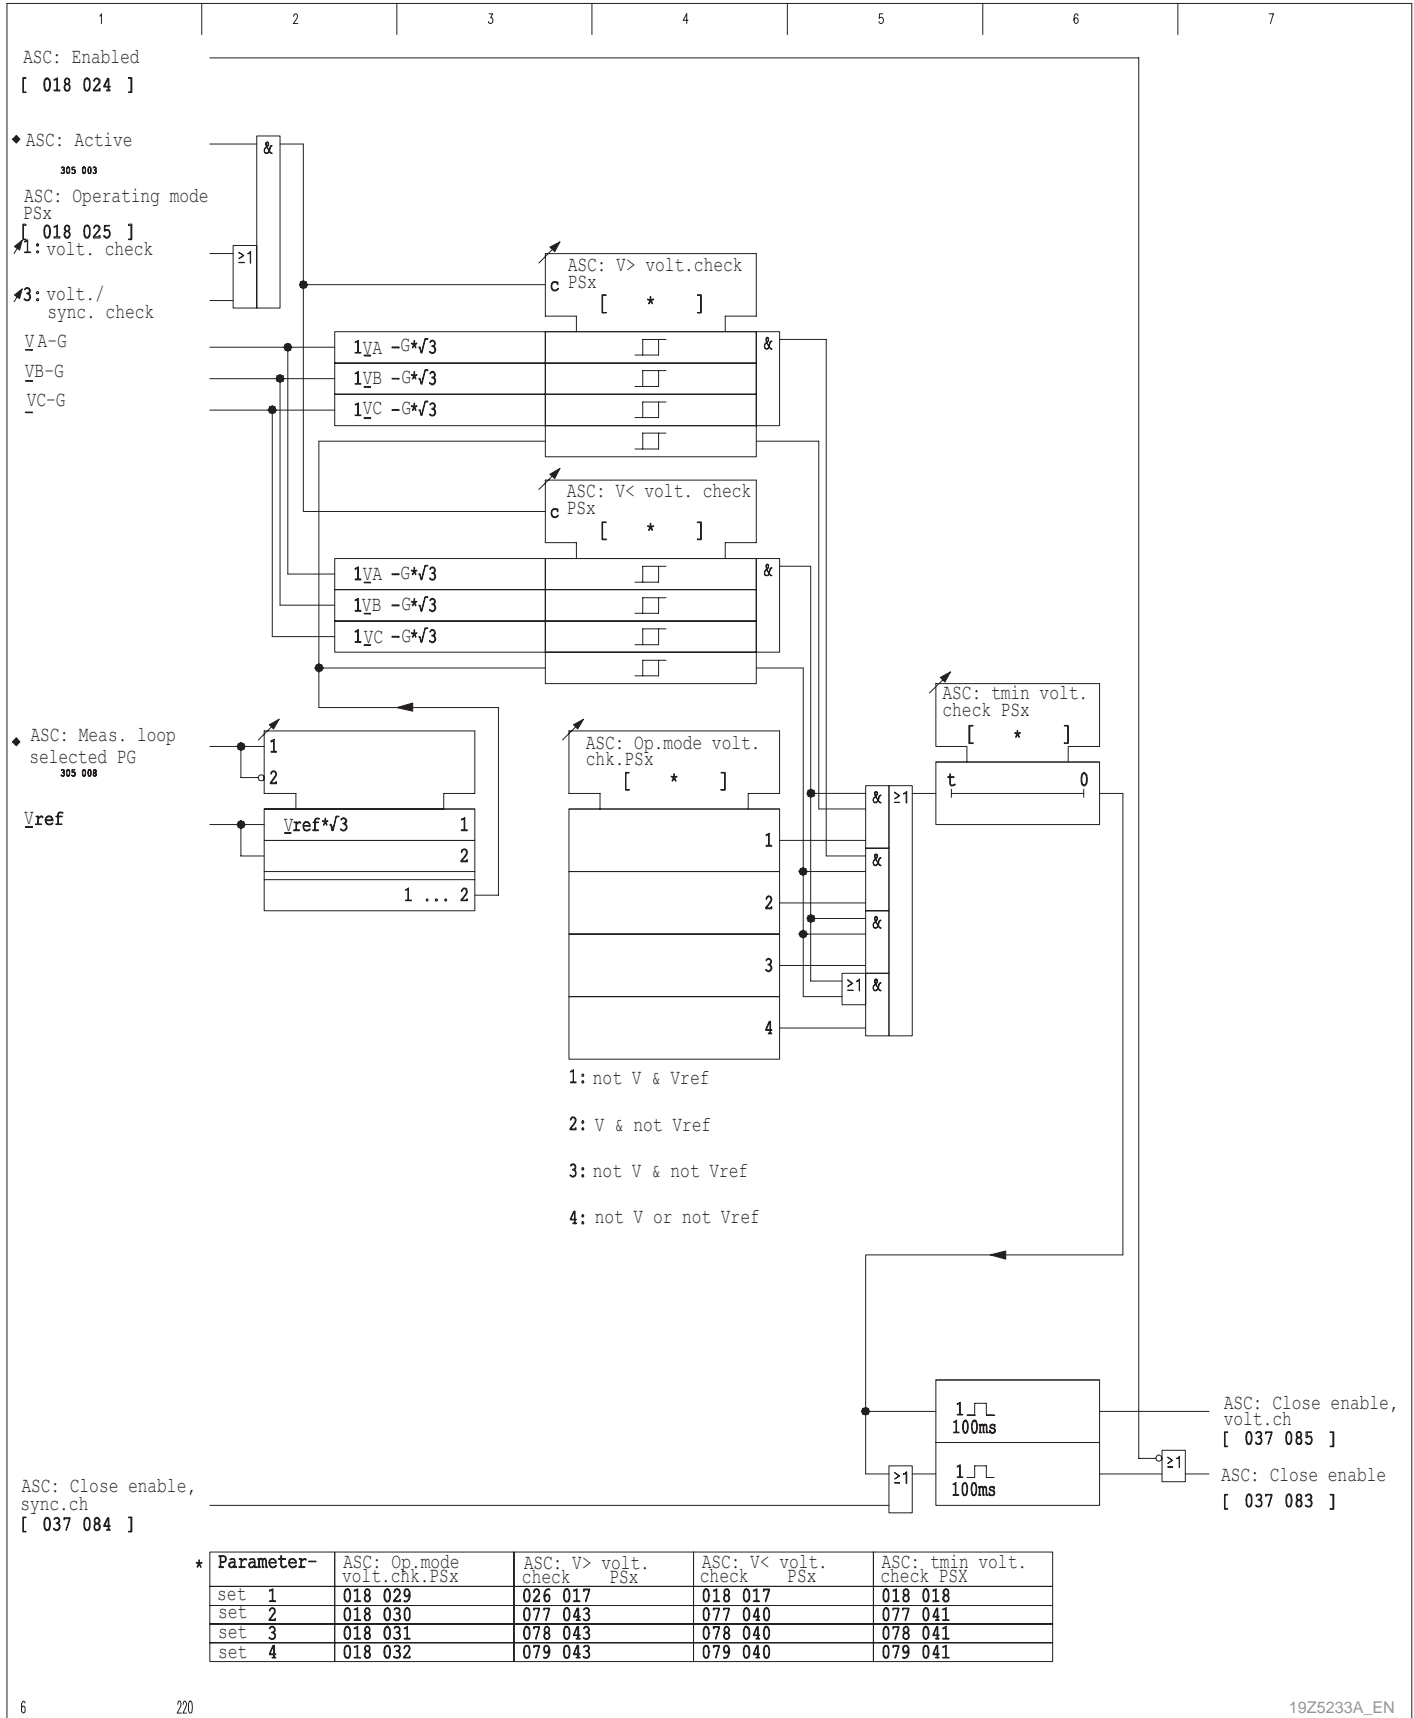 1 2 3 4 5 6 7
ASC: Enabled
[ 018 024 ]
ASC: Active
&
305 003
ASC: Operating mode
PSx
[ 018 025 ]
1: volt. check
≥1
3: volt./
sync. check
ASC: V> volt.check
c PSx
[ * ]
VA-G
1VA -G*√3
&
VB-G
1VB -G*√3
VC-G
1VC -G*√3
ASC: V< volt. check
c PSx
[ * ]
1VA -G*√3
&
1VB -G*√3
1VC -G*√3
ASC: tmin volt.
check PSx
[ * ]
t 0
ASC: Meas. loop
selected PG
305 008
1
2
ASC: Op.mode volt.
chk.PSx
[ * ]
Vref
Vref*√3 1
2
1 ... 2
1
2
3
4
& ≥1
&
&
≥1 &
1: not V & Vref
2: V & not Vref
3: not V & not Vref
4: not V or not Vref
1
100ms
ASC: Close enable,
volt.ch
[ 037 085 ]
≥1
1
100ms
≥1
ASC: Close enable
[ 037 083 ]
ASC: Close enable,
sync.ch
[ 037 084 ]
* Parameter- ASC: Op.mode ASC: V> volt. ASC: V< volt. ASC: tmin volt.
volt.chk.PSx check PSx check PSx check PSX
set 1 018 029 026 017 018 017 018 018
set 2 018 030 077 043 077 040 077 041
set 3 018 031 078 043 078 040 078 041
set 4 018 032 079 043 079 040 079 041
6 220 19Z5233A_EN